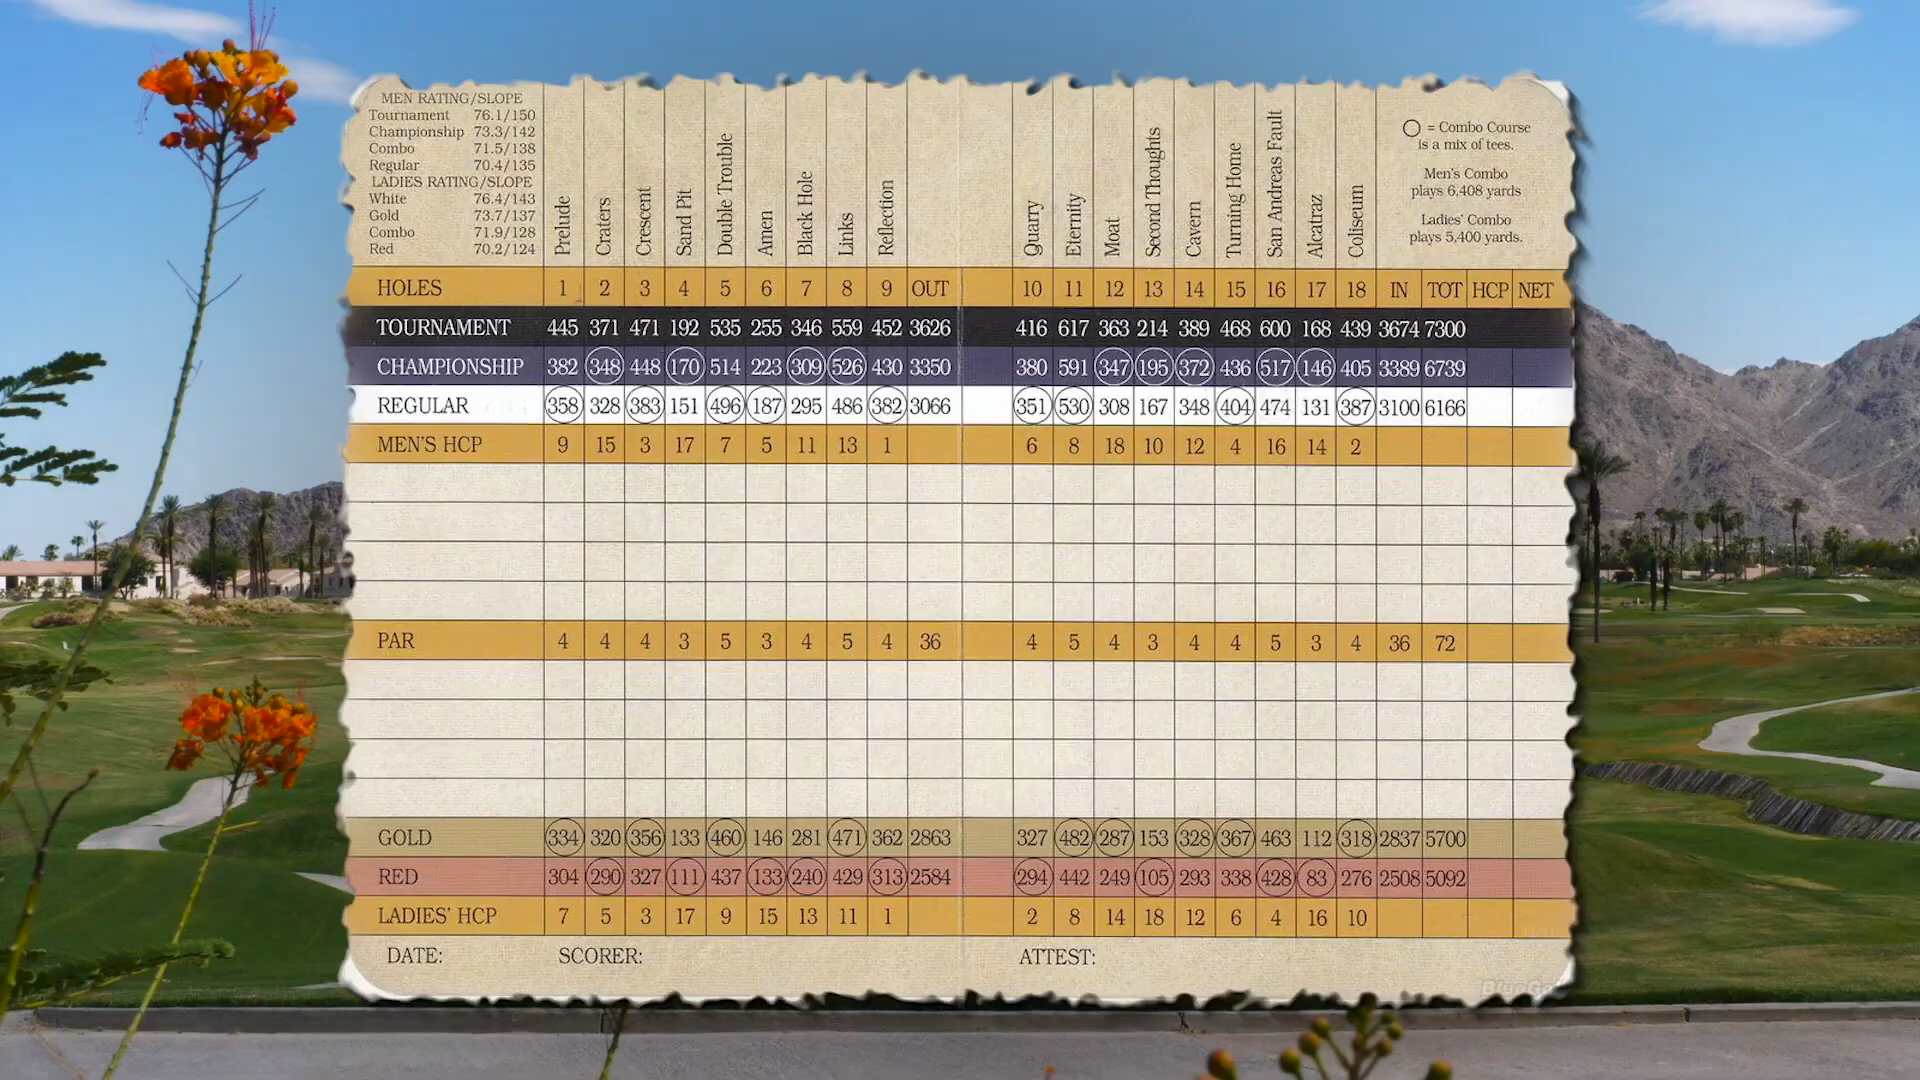 MEN RATING/SLOPE
Tournament 76.1/150
Championship 73.3/142
Combo 71.5/138
Regular 70.4/135
LADIES RATING/SLOPE
White 76.4/143
Gold 73.7/137
Combo 71.9/128
Red 70.2/124
Prelude Craters Crescent Sand Pit Double Trouble Amen Black Hole Links Reflection Quarry Eternity Moat Second Thoughts Cavern Turning Home San Andreas Fault Alcatraz Coliseum
= Combo Course
is a mix of tees.
Men's Combo
plays 6,408 yards
Ladies' Combo
plays 5,400 yards.
HOLES 1 2 3 4 5 6 7 8 9 OUT 10 11 12 13 14 15 16 17 18 IN TOT HCP NET
TOURNAMENT 445 371 471 192 535 255 346 559 452 3626 416 617 363 214 389 468 600 168 439 3674 7300
CHAMPIONSHIP 382 348 448 170 514 223 309 526 430 3350 380 591 347 195 372 436 517 146 405 3389 6739
REGULAR 358 328 383 151 496 187 295 486 382 3066 351 530 308 167 348 404 474 131 387 3100 6166
MEN'S HCP 9 15 3 17 7 5 11 13 1 6 8 18 10 12 4 16 14 2
PAR 4 4 4 3 5 3 4 5 4 36 4 5 4 3 4 4 5 3 4 36 72
GOLD 334 320 356 133 460 146 281 471 362 2863 327 482 287 153 328 367 463 112 318 2837 5700
RED 304 290 327 111 437 133 240 429 313 2584 294 442 249 105 293 338 428 83 276 2508 5092
LADIES' HCP 7 5 3 17 9 15 13 11 1 2 8 14 18 12 6 4 16 10
DATE: SCORER: ATTEST: